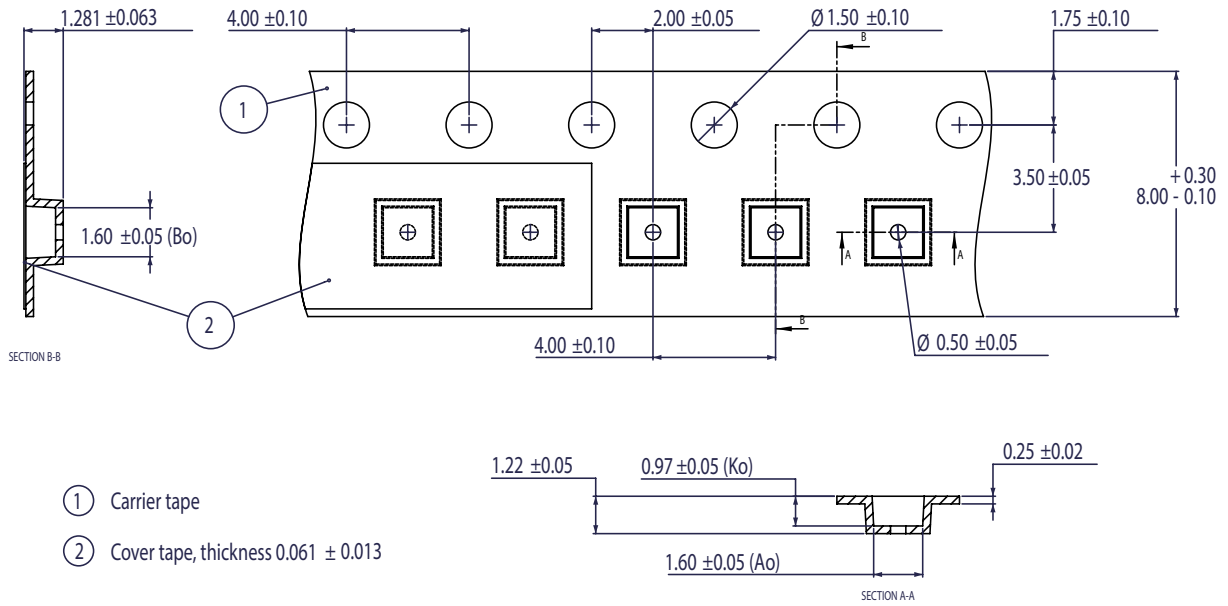 1.281 ±0.063
4.00 ±0.10
2.00 ±0.05
Ø 1.50 ±0.10
1.75 ±0.10
B
1
3.50 ±0.05
+ 0.30
8.00 - 0.10
1.60 ±0.05 (Bo)
A
A
2
B
4.00 ±0.10
Ø 0.50 ±0.05
SECTION B-B
1.22 ±0.05
0.97 ±0.05 (Ko)
0.25 ±0.02
1 Carrier tape
2 Cover tape, thickness 0.061 ± 0.013
1.60 ±0.05 (Ao)
SECTION A-A